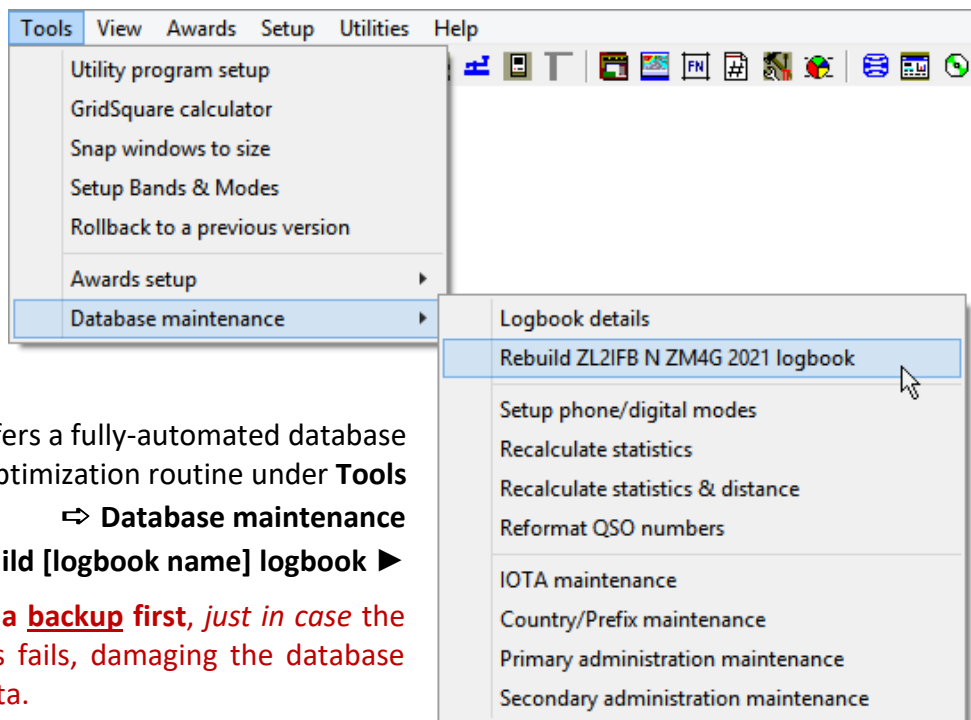 Tools View Awards Setup Utilities Help
FN
Utility program setup
GridSquare calculator
Snap windows to size
Setup Bands & Modes
Rollback to a previous version
Awards setup
Database maintenance
Logbook details
Rebuild ZL2IFB N ZM4G 2021 logbook
Setup phone/digital modes
Recalculate statistics
Recalculate statistics & distance
Reformat QSO numbers
IOTA maintenance
Country/Prefix maintenance
Primary administration maintenance
Secondary administration maintenance
fers a fully-automated database
ptimization routine under Tools
⇨ Database maintenance
ild [logbook name] logbook ►
a backup first, just in case the
s fails, damaging the database
ta.